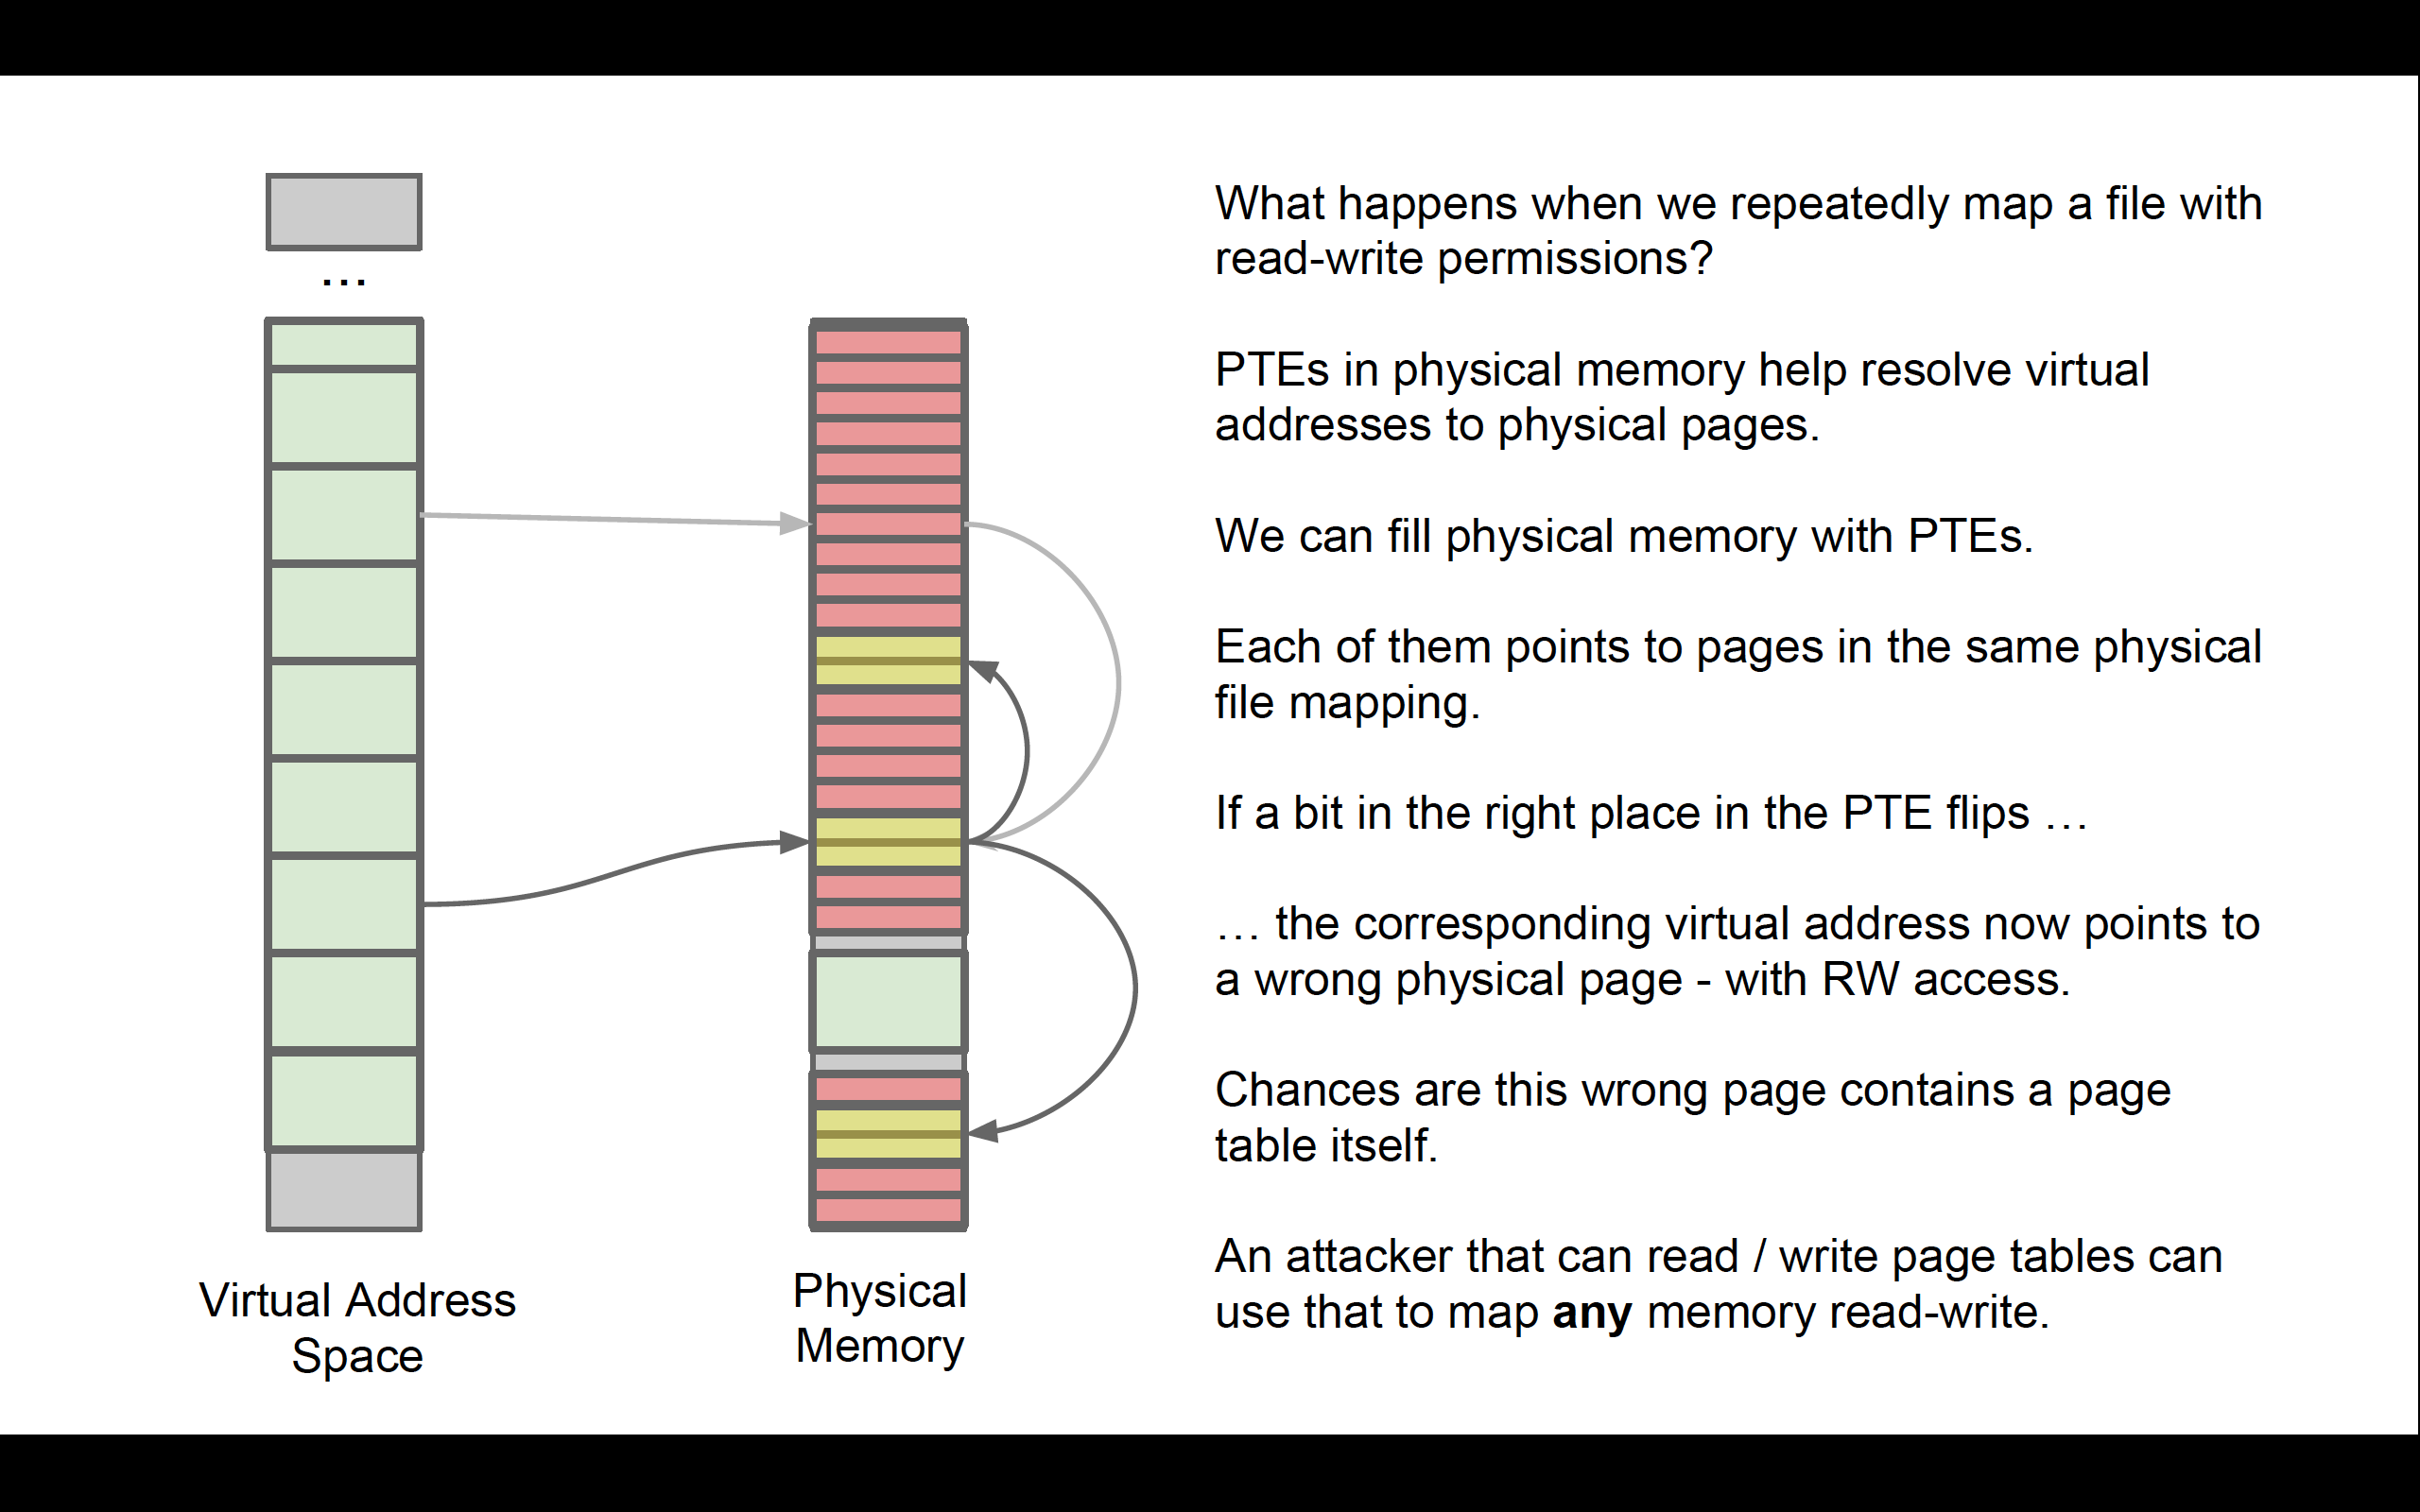 ...
What happens when we repeatedly map a file with
read-write permissions?
PTEs in physical memory help resolve virtual
addresses to physical pages.
We can fill physical memory with PTEs.
Each of them points to pages in the same physical
file mapping.
If a bit in the right place in the PTE flips …
… the corresponding virtual address now points to
a wrong physical page - with RW access.
Chances are this wrong page contains a page
table itself.
An attacker that can read / write page tables can
use that to map any memory read-write.
Virtual Address
Space
Physical
Memory